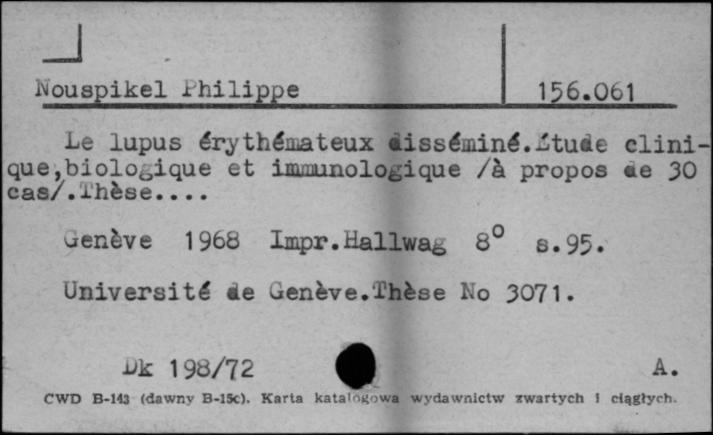 Nouspikel Philippe 156.061
Le lupus érythémateux disséminé.Étude clini-
que,biologique et immunologique /à propos de 30
cas/.Thèse....
Genève 1968 Impr.Hallwag 8° s.95.
Université de Genève.Thèse No 3071.
Dk 198/72 A.
CWD B-143 (dawny B-15c). Karta katalogowa wydawnictw zwartych i ciągłych.